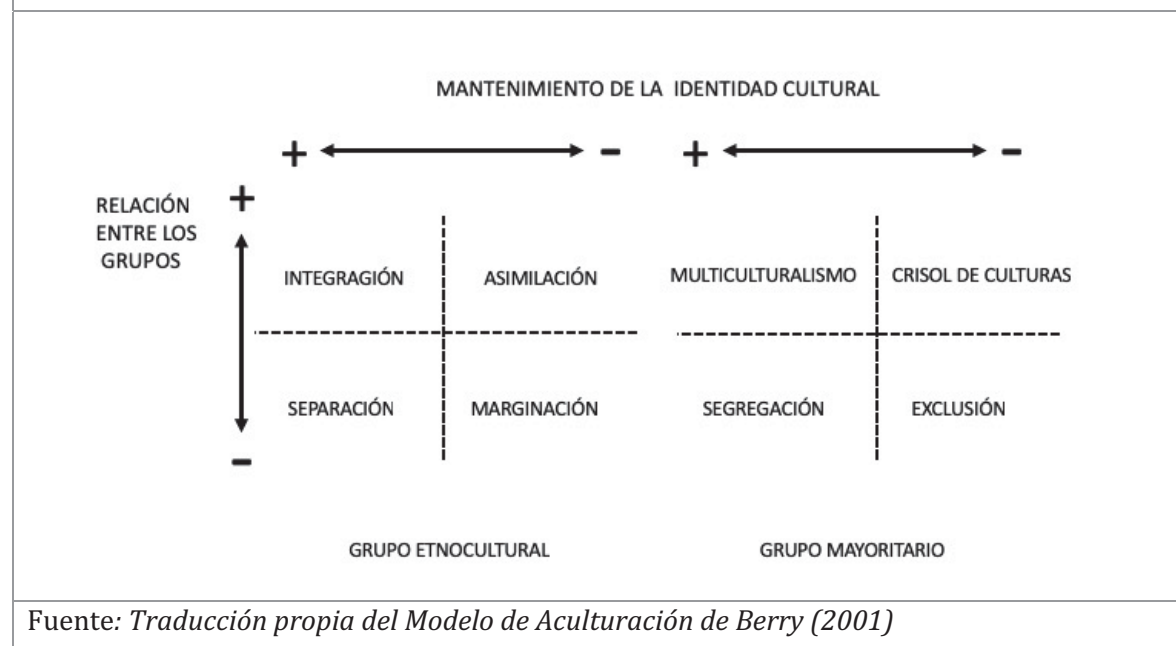 MANTENIMIENTO DE LA IDENTIDAD CULTURAL
+ − + −
RELACIÓN
ENTRE LOS
GRUPOS
+
INTEGRAGIÓN ASIMILACIÓN MULTICULTURALISMO CRISOL DE CULTURAS
SEPARACIÓN MARGINACIÓN SEGREGACIÓN EXCLUSIÓN
−
GRUPO ETNOCULTURAL GRUPO MAYORITARIO
Fuente: Traducción propia del Modelo de Aculturación de Berry (2001)